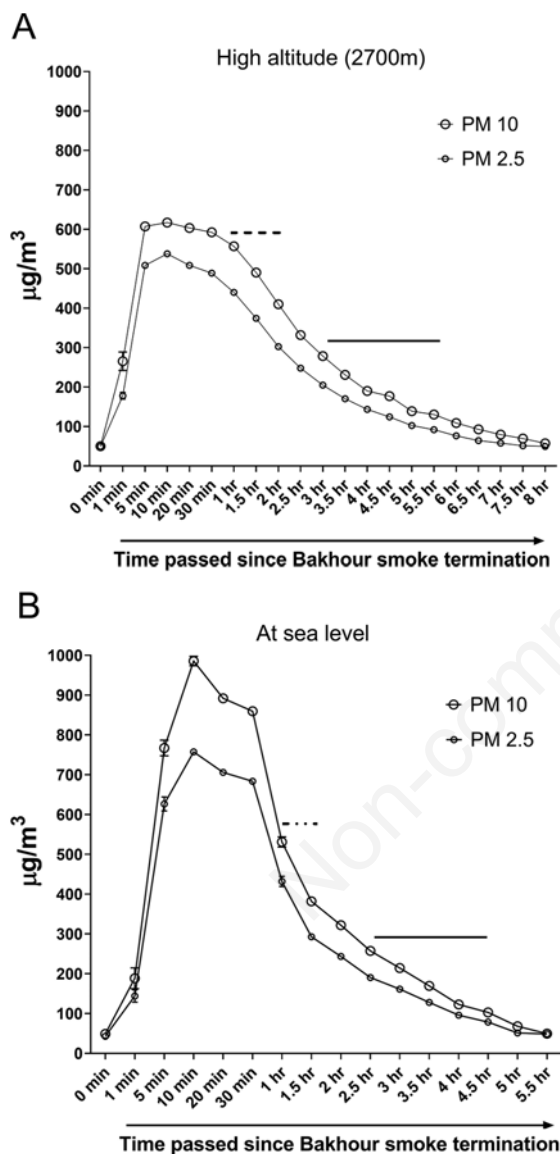 A
High altitude (2700m)
1000
900
800
700
600
500
400
300
200
100
0
µg/m³
PM 10
PM 2.5
0 min
1 min
5 min
10 min
20 min
30 min
1 hr
1.5 hr
2 hr
2.5 hr
3 hr
3.5 hr
4 hr
4.5 hr
5 hr
5.5 hr
6 hr
6.5 hr
7 hr
7.5 hr
8 hr
Time passed since Bakhour smoke termination
B
At sea level
1000
900
800
700
600
500
400
300
200
100
0
µg/m³
PM 10
PM 2.5
0 min
1 min
5 min
10 min
20 min
30 min
1 hr
1.5 hr
2 hr
2.5 hr
3 hr
3.5 hr
4 hr
4.5 hr
5 hr
5.5 hr
Time passed since Bakhour smoke termination
Non-comm